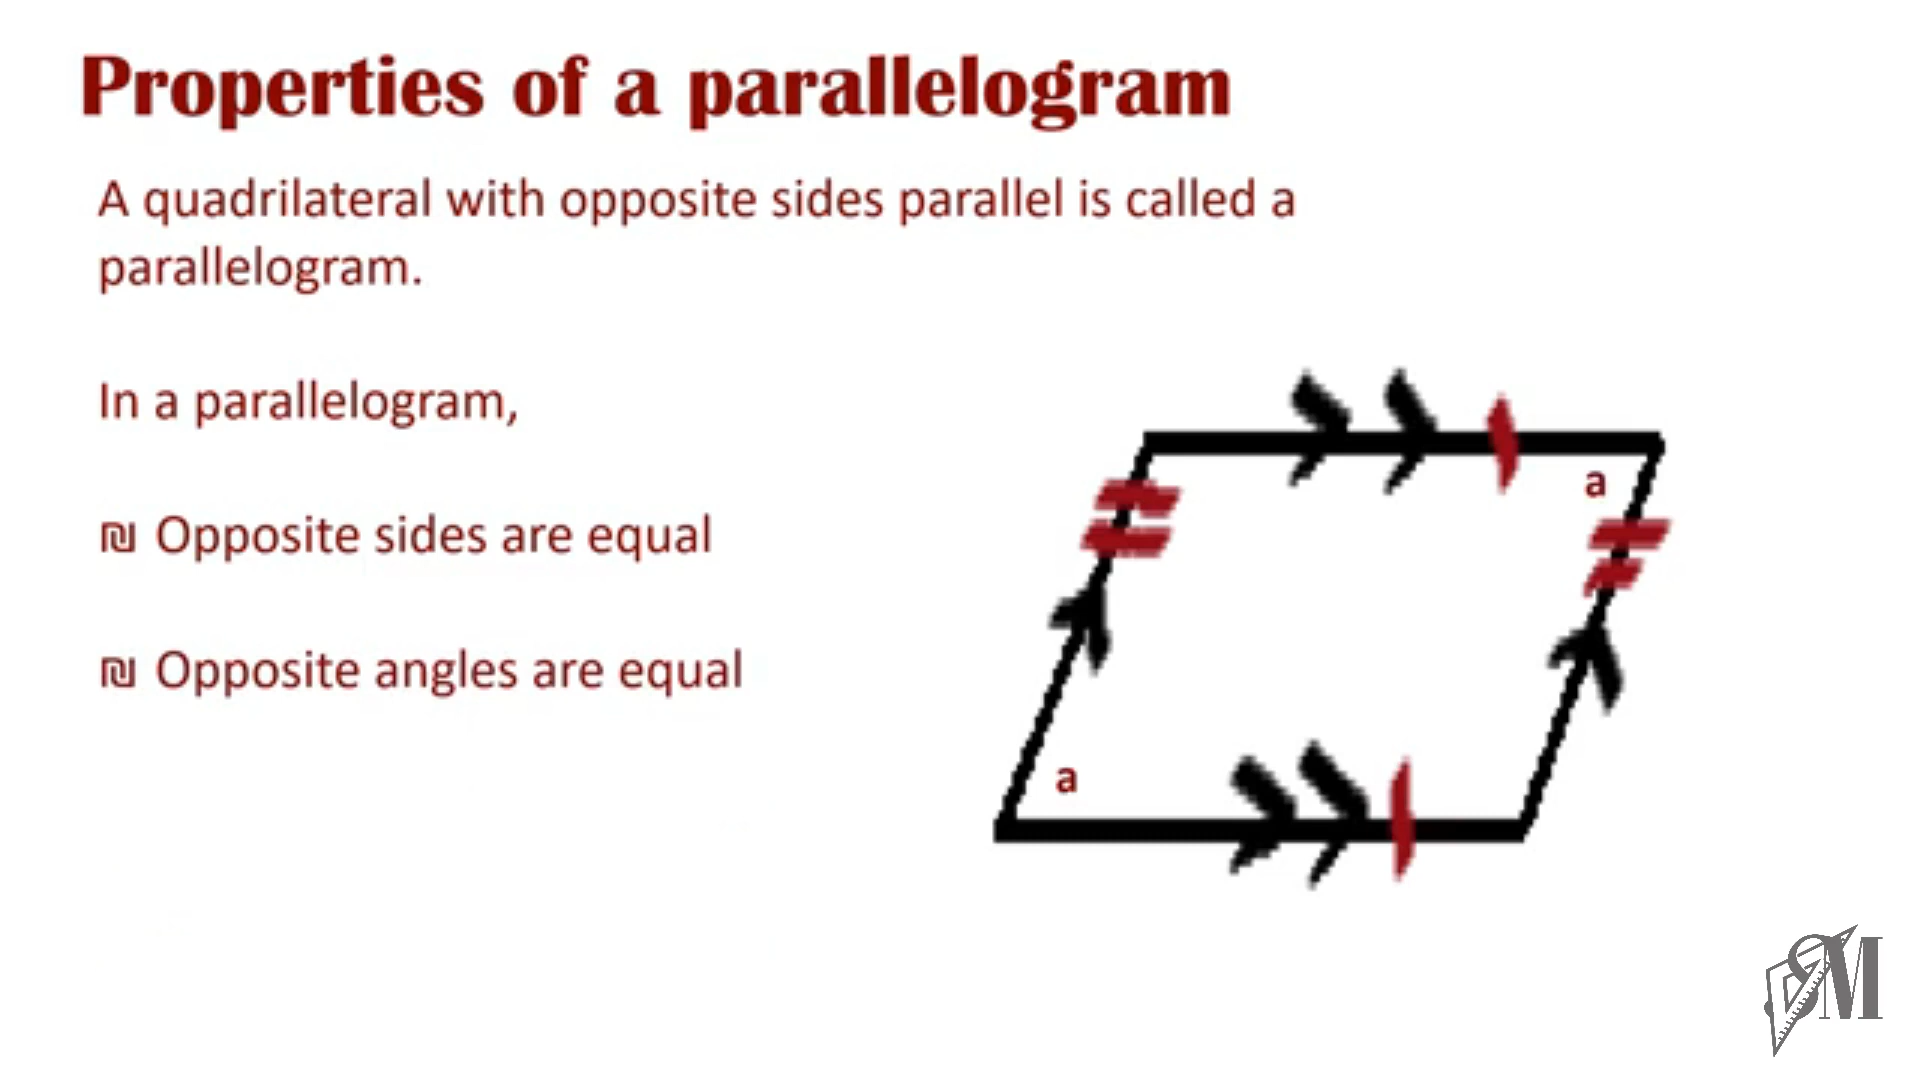 Properties of a parallelogram
A quadrilateral with opposite sides parallel is called a
parallelogram.
In a parallelogram,
₪ Opposite sides are equal
₪ Opposite angles are equal
a
a
SM